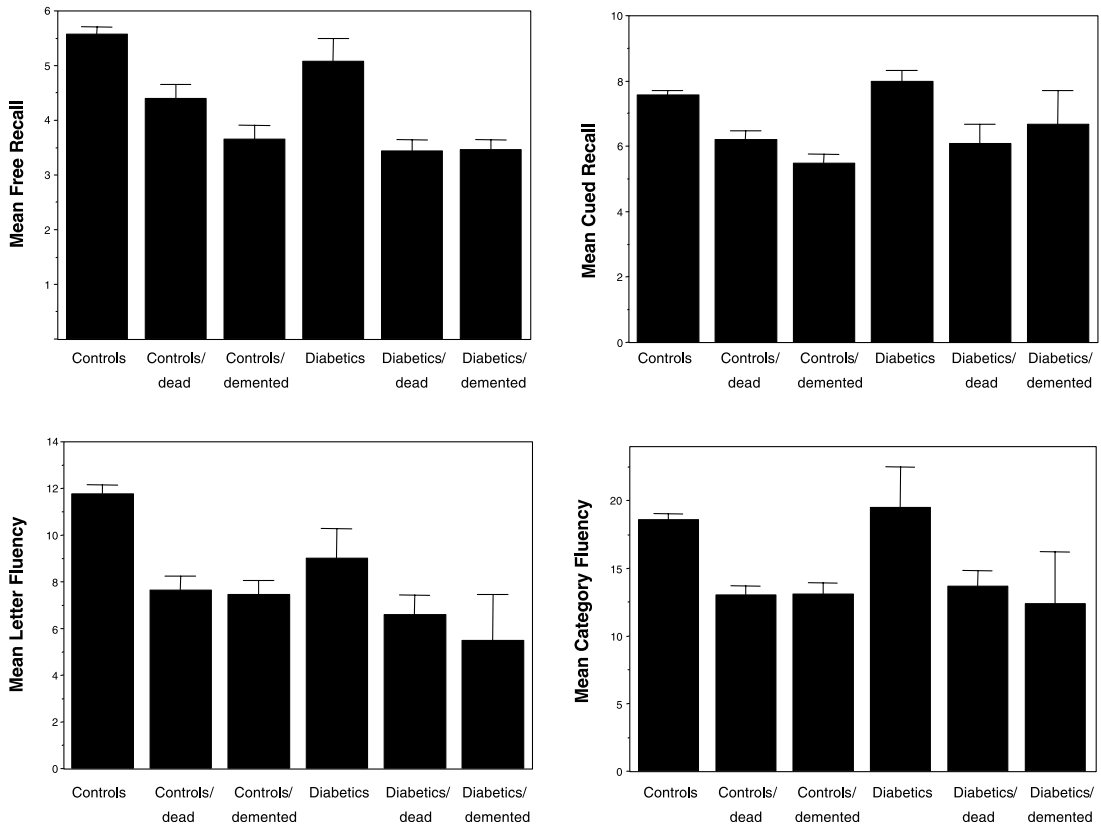 Mean Free Recall
6
5
4
3
2
1
Controls Controls/ Controls/ Diabetics Diabetics/ Diabetics/
dead demented dead demented
Mean Cued Recall
10
8
6
4
2
0
Controls Controls/ Controls/ Diabetics Diabetics/ Diabetics/
dead demented dead demented
Mean Letter Fluency
14
12
10
8
6
4
2
0
Controls Controls/ Controls/ Diabetics Diabetics/ Diabetics/
dead demented dead demented
Mean Category Fluency
20
15
10
5
0
Controls Controls/ Controls/ Diabetics Diabetics/ Diabetics/
dead demented dead demented